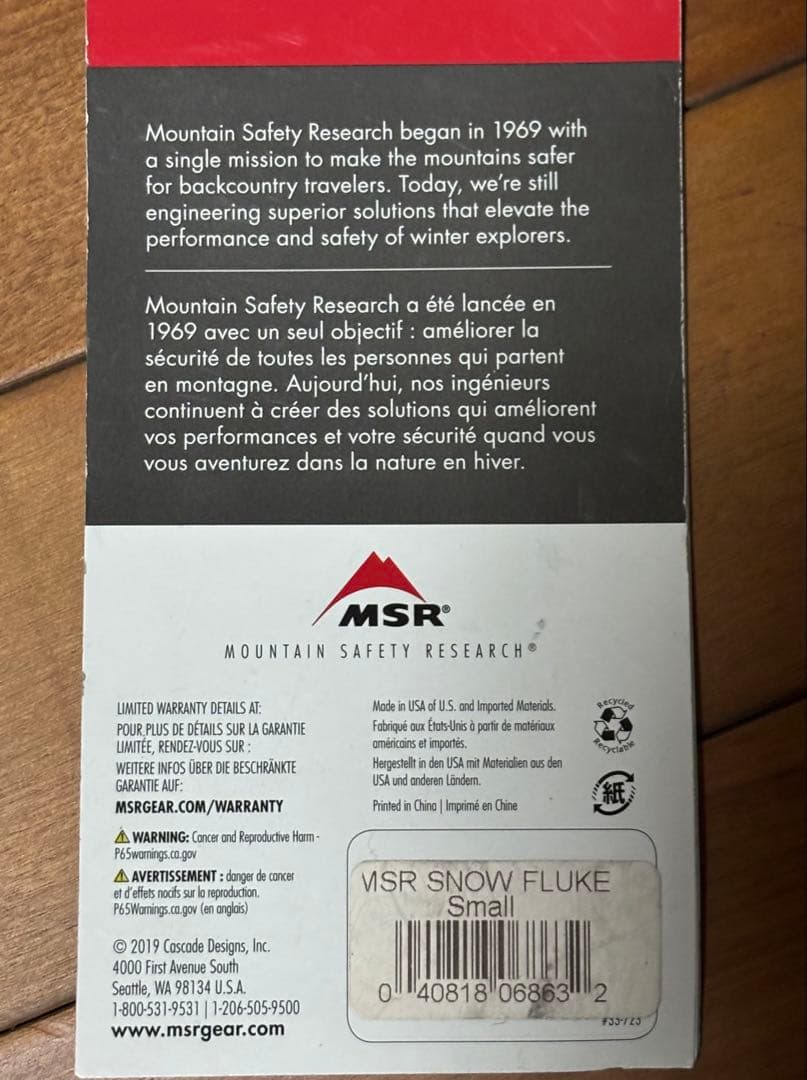 Mountain Safety Research began in 1969 with
a single mission to make the mountains safer
for backcountry travelers. Today, we're still
engineering superior solutions that elevate the
performance and safety of winter explorers.
Mountain Safety Research a été lancée en
1969 avec un seul objectif : améliorer la
sécurité de toutes les personnes qui partent
en montagne. Aujourd'hui, nos ingénieurs
continuent à créer des solutions qui améliorent
vos performances et votre sécurité quand vous
vous aventurez dans la nature en hiver.
MSR®
MOUNTAIN SAFETY RESEARCH®
LIMITED WARRANTY DETAILS AT:
POUR PLUS DE DÉTAILS SUR LA GARANTIE
LIMITÉE, RENDEZ-VOUS SUR :
WEITERE INFOS ÜBER DIE BESCHRÄNKTE
GARANTIE AUF:
MSRGEAR.COM/WARRANTY
WARNING: Cancer and Reproductive Harm -
P65warnings.ca.gov
AVERTISSEMENT : danger de cancer
et d'effets nocifs sur la reproduction.
P65Warnings.ca.gov (en anglais)
© 2019 Cascade Designs, Inc.
4000 First Avenue South
Seattle, WA 98134 U.S.A.
1-800-531-9531 | 1-206-505-9500
www.msrgear.com
Made in USA of U.S. and Imported Materials.
Fabriqué aux États-Unis à partir de matériaux
américains et importés.
Hergestellt in den USA mit Materialien aus den
USA und anderen Ländern.
Printed in China | Imprimé en Chine
Recycled
Recyclable
紙
MSR SNOW FLUKE
Small
0 40818 06863 2